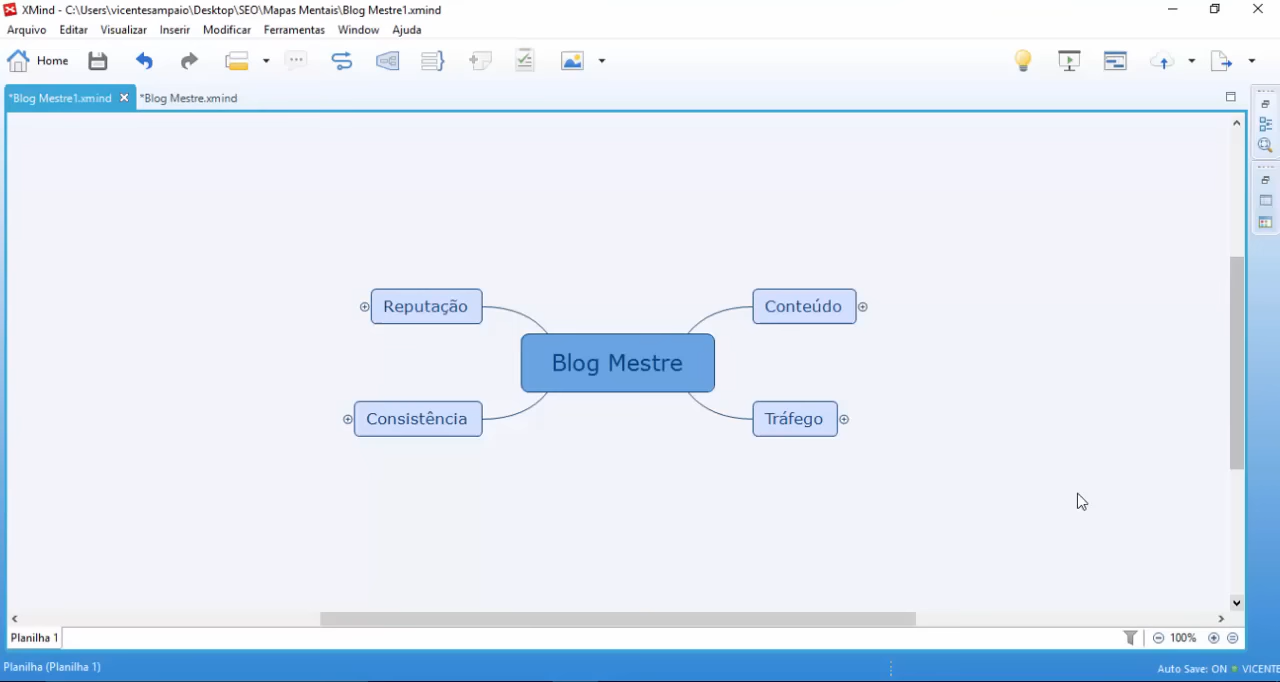 XMind - C:\Users\vicentesampaio\Desktop\SEO\Mapas Mentais\Blog Mestre1.xmind
Arquivo Editar Visualizar Inserir Modificar Ferramentas Window Ajuda
Home
*Blog Mestre1.xmind *Blog Mestre.xmind
Reputação
Conteúdo
Blog Mestre
Consistência
Tráfego
Planilha 1
100%
Planilha (Planilha 1)
Auto Save: ON VICENTE